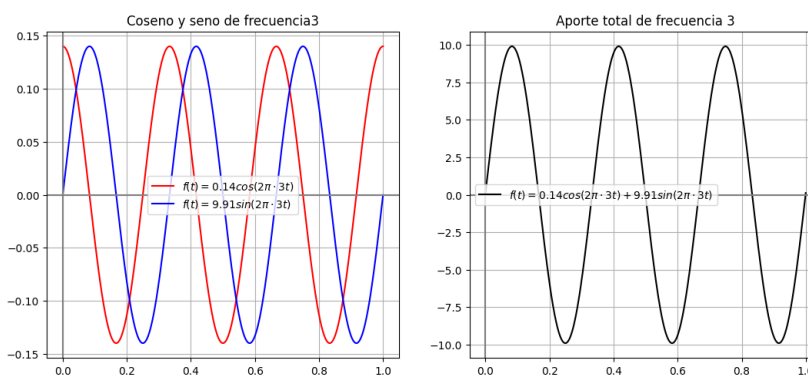 Coseno y seno de frecuencia3
0.15
0.10
0.05
0.00
−0.05
−0.10
−0.15
0.0 0.2 0.4 0.6 0.8 1.0
f(t) = 0.14cos(2π · 3t)
f(t) = 9.91sin(2π · 3t)
Aporte total de frecuencia 3
10.0
7.5
5.0
2.5
0.0
−2.5
−5.0
−7.5
−10.0
0.0 0.2 0.4 0.6 0.8
f(t) = 0.14cos(2π · 3t) + 9.91sin(2π · 3t)